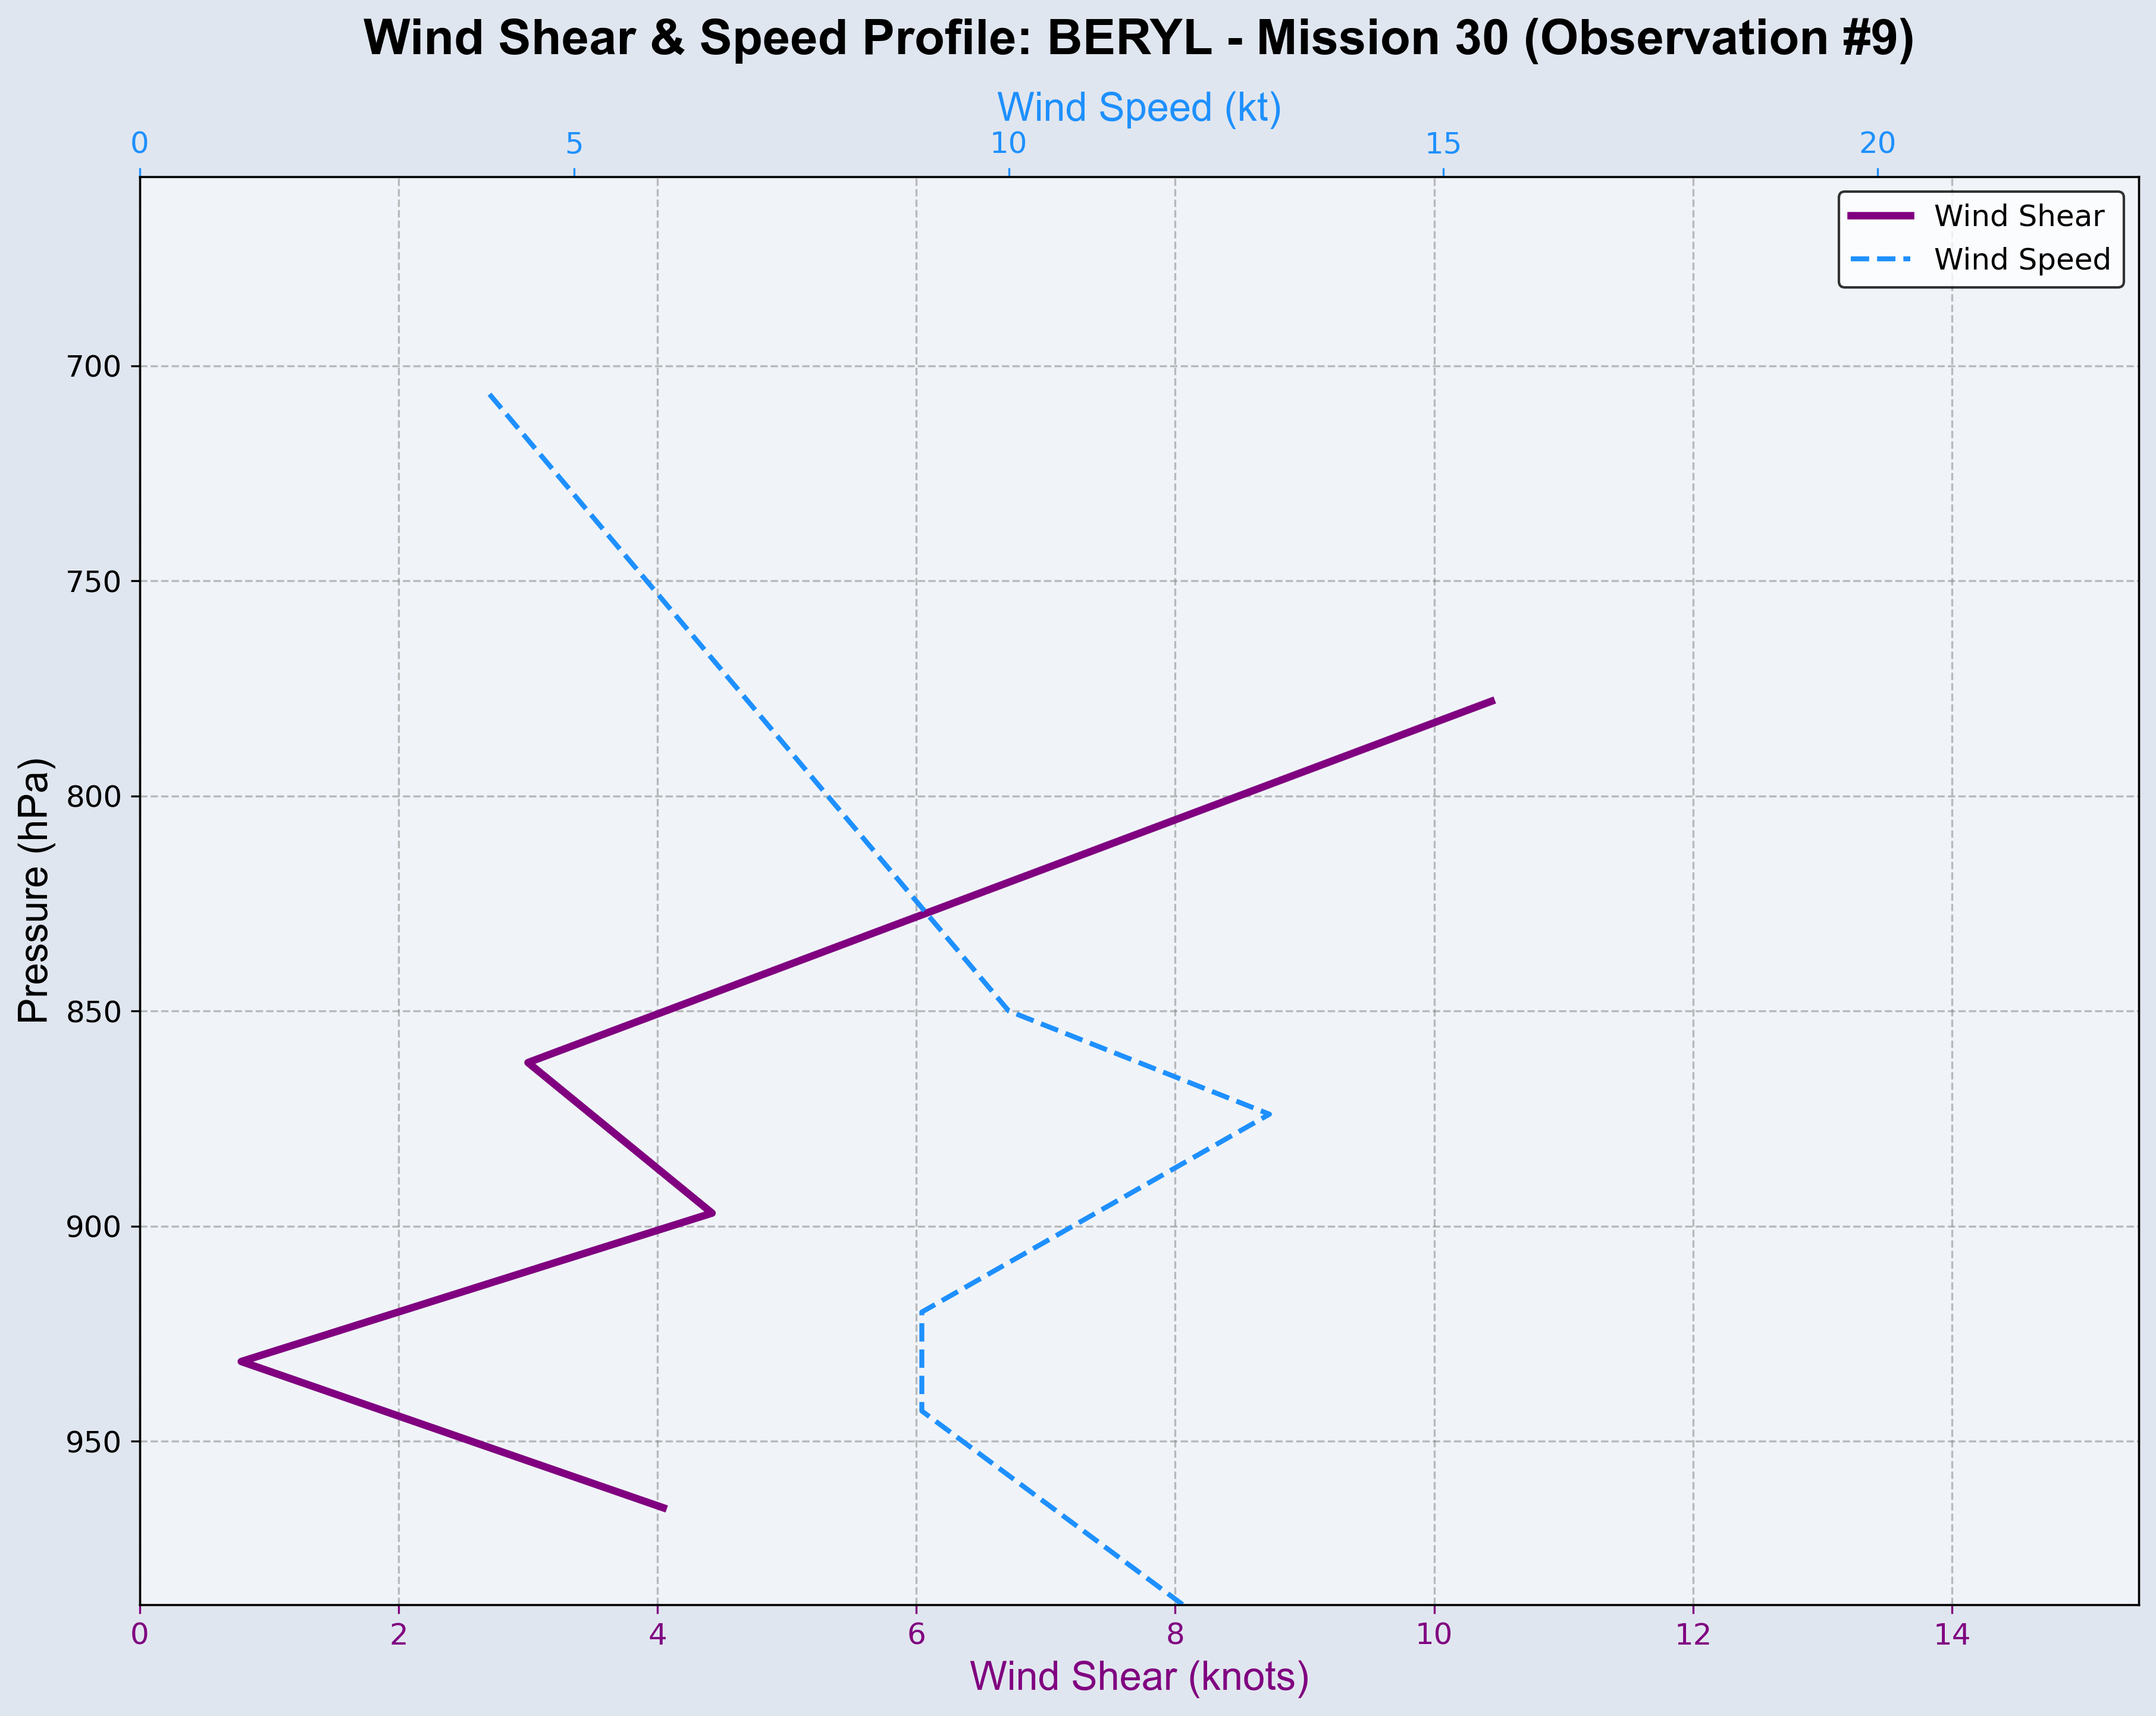 Wind Shear & Speed Profile: BERYL - Mission 30 (Observation #9)
Wind Speed (kt)
0 5 10 15 20
Wind Shear
Wind Speed
700
750
800
850
900
950
Pressure (hPa)
0 2 4 6 8 10 12 14
Wind Shear (knots)